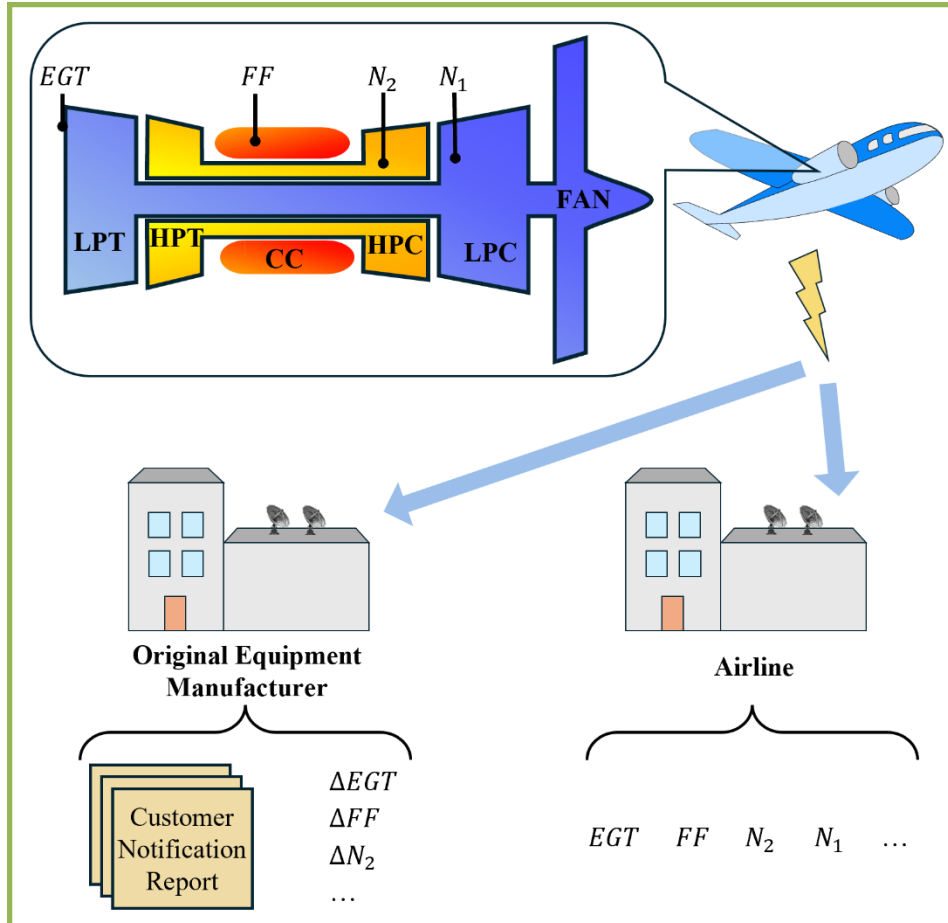 EGT
FF
N₂
N₁
FAN
LPT
HPT
CC
HPC
LPC
Original Equipment
Manufacturer
Airline
Customer
Notification
Report
ΔEGT
ΔFF
ΔN₂
...
EGT FF N₂ N₁ ...